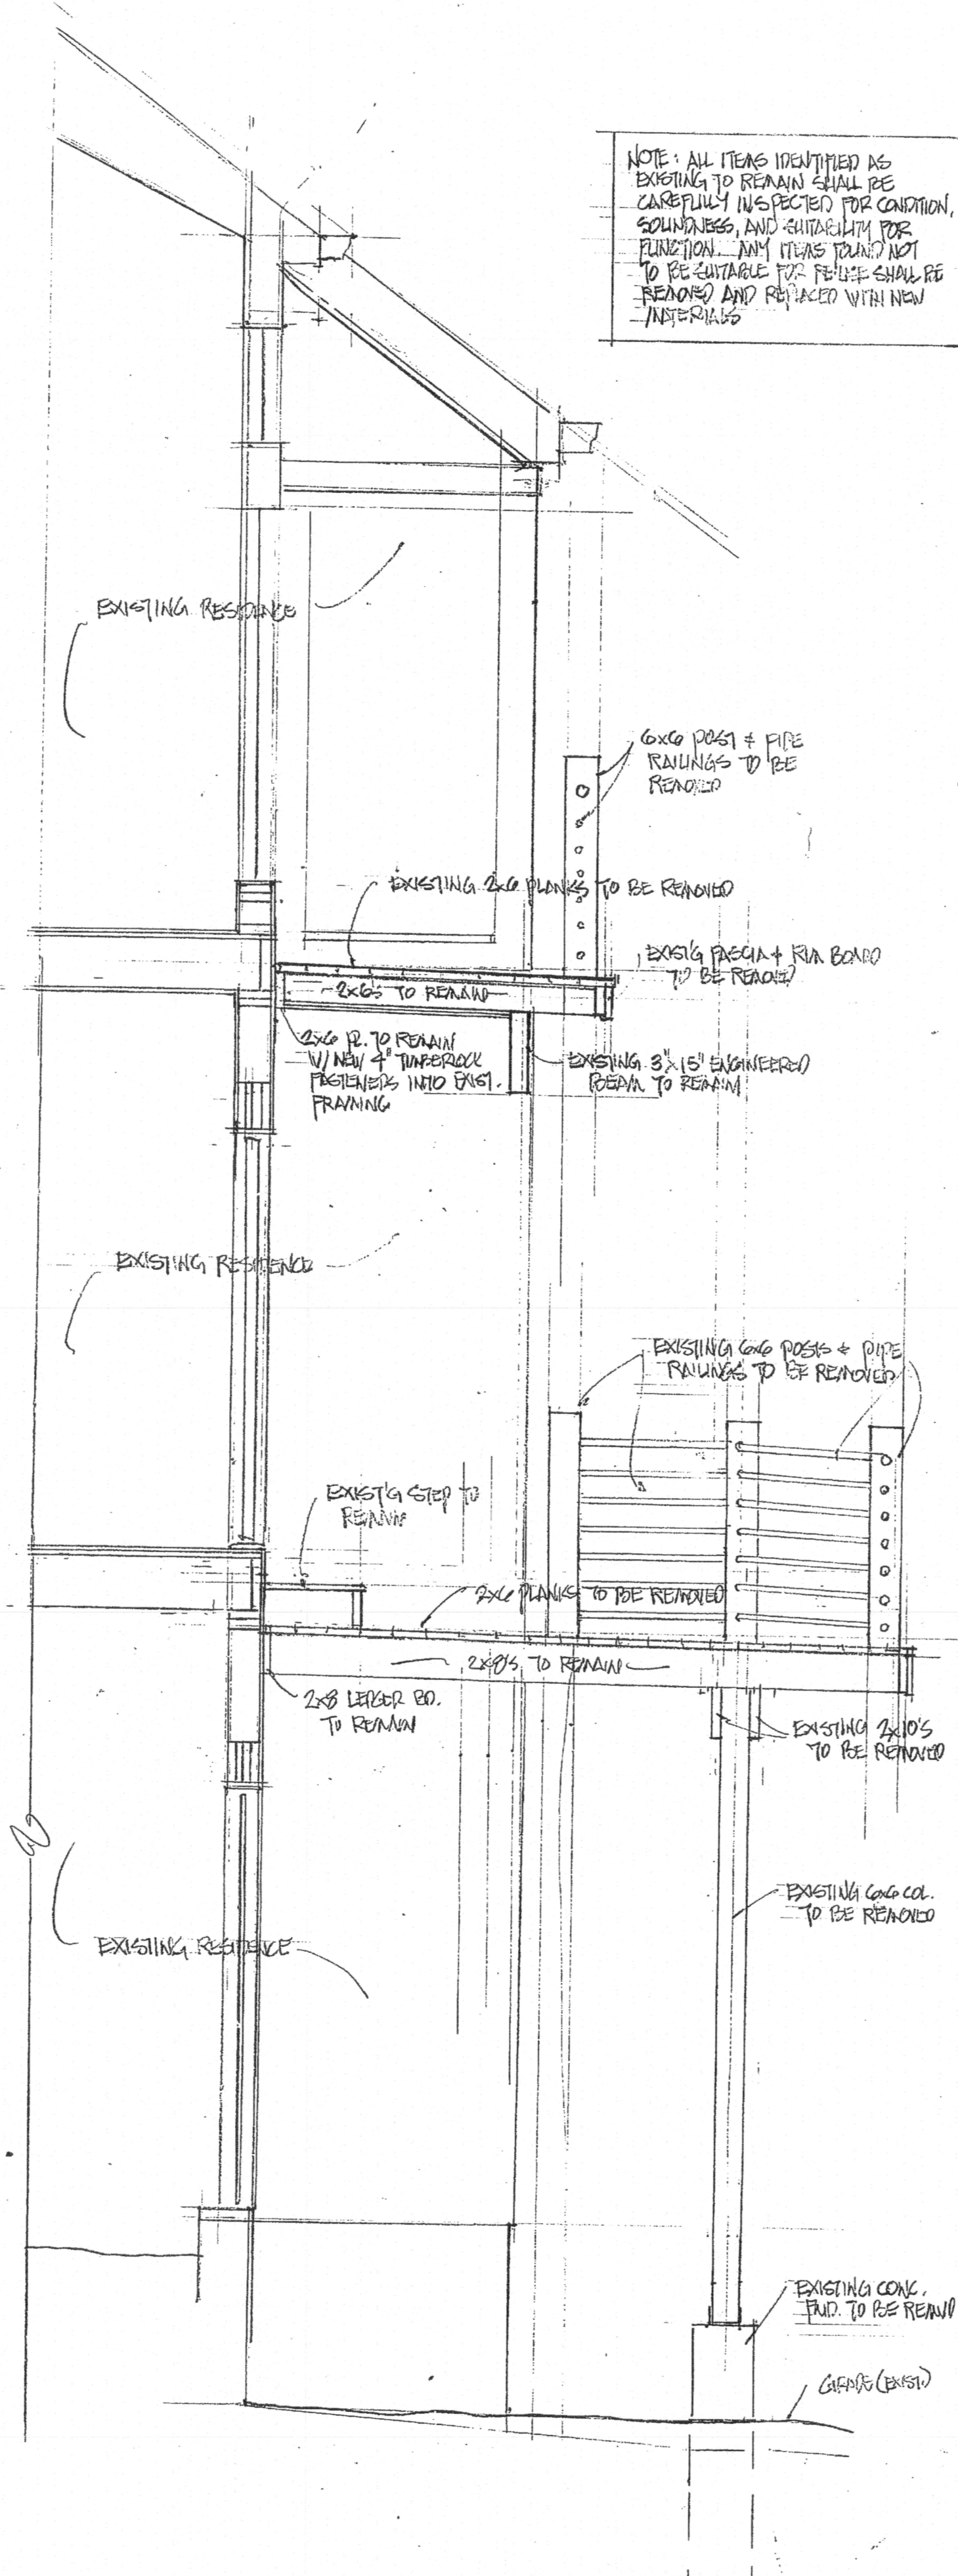 NOTE: ALL ITEMS IDENTIFIED AS
EXISTING TO REMAIN SHALL BE
CAREFULLY INSPECTED FOR CONDITION,
SOUNDNESS, AND SUITABILITY FOR
FUNCTION. ANY ITEMS FOUND NOT
TO BE SUITABLE FOR RE-USE SHALL BE
REMOVED AND REPLACED WITH NEW
MATERIALS
EXISTING RESIDENCE
6x6 POST & PIPE
RAILINGS TO BE
REMOVED
EXISTING 2x6 PLANKS TO BE REMOVED
EXIST'G FASCIA & RIM BOARD
TO BE REMOVED
2x6'S TO REMAIN
2x6 PL. TO REMAIN
W/ NEW 4" TIMBERLOCK
FASTENERS INTO EXIST.
FRAMING
EXISTING 3"x15" ENGINEERED
BEAM TO REMAIN
EXISTING RESIDENCE
EXISTING 6x6 POSTS & PIPE
RAILINGS TO BE REMOVED
EXIST'G STEP TO
REMAIN
2x6 PLANKS TO BE REMOVED
2x8'S TO REMAIN
2x8 LEDGER BD.
TO REMAIN
EXISTING 2x10'S
TO BE REMOVED
EXISTING 6x6 COL.
TO BE REMOVED
EXISTING RESIDENCE
EXISTING CONC.
FND. TO BE REMVD
GRADE (EXIST.)